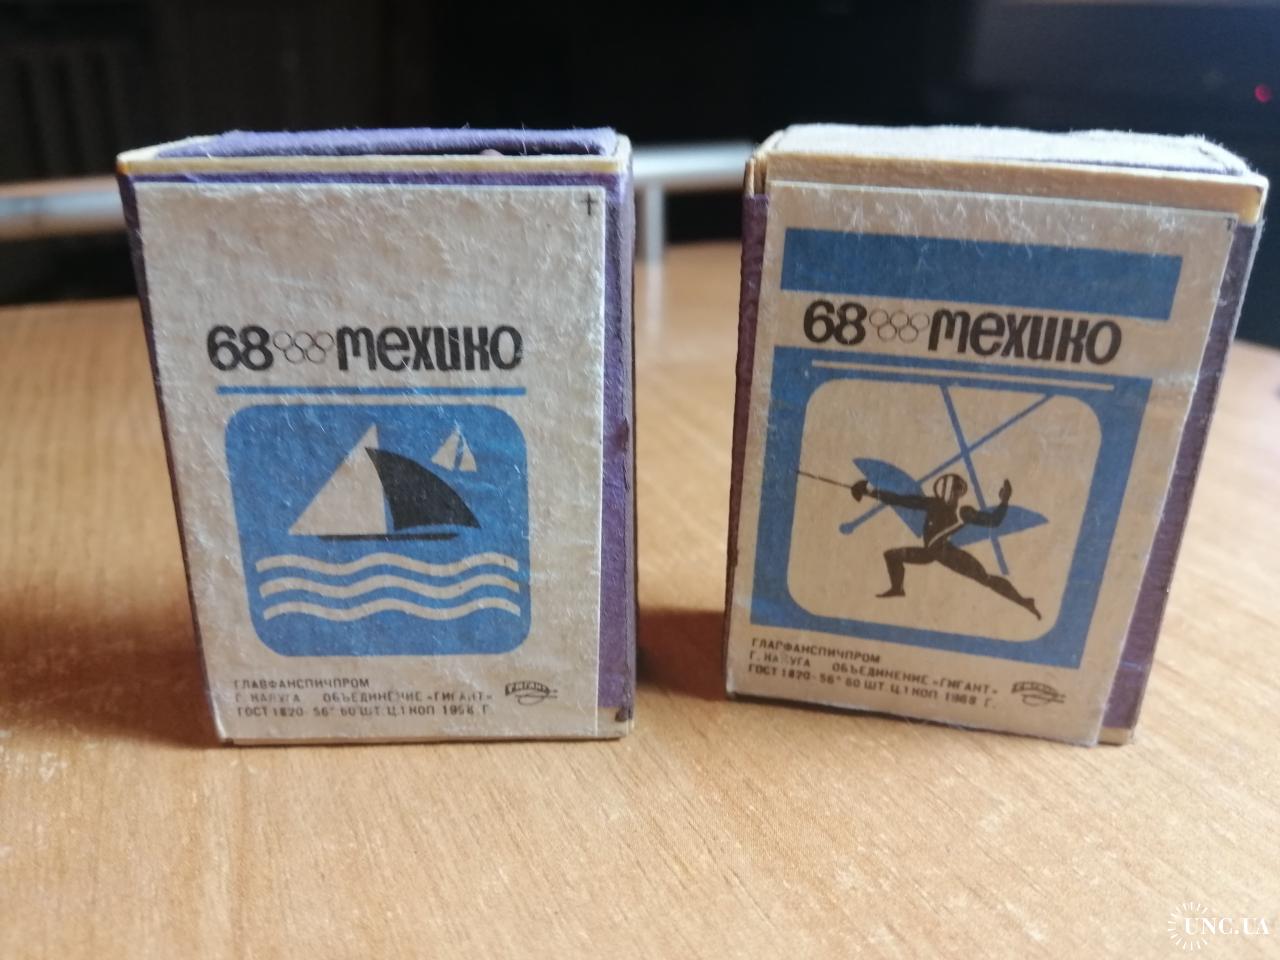 68 мехико
ГЛАВФАНСПИЧПРОМ
Г. КАЛУГА ОБЪЕДИНЕНИЕ «ГИГАНТ»
ГОСТ 1820-56* 60 ШТ. Ц. 1 КОП 1968 Г.
ГИГАНТ
68 мехико
ГЛАВФАНСПИЧПРОМ
Г. КАЛУГА ОБЪЕДИНЕНИЕ «ГИГАНТ»
ГОСТ 1820-56* 60 ШТ. Ц. 1 КОП 1968 Г.
UNC.UA